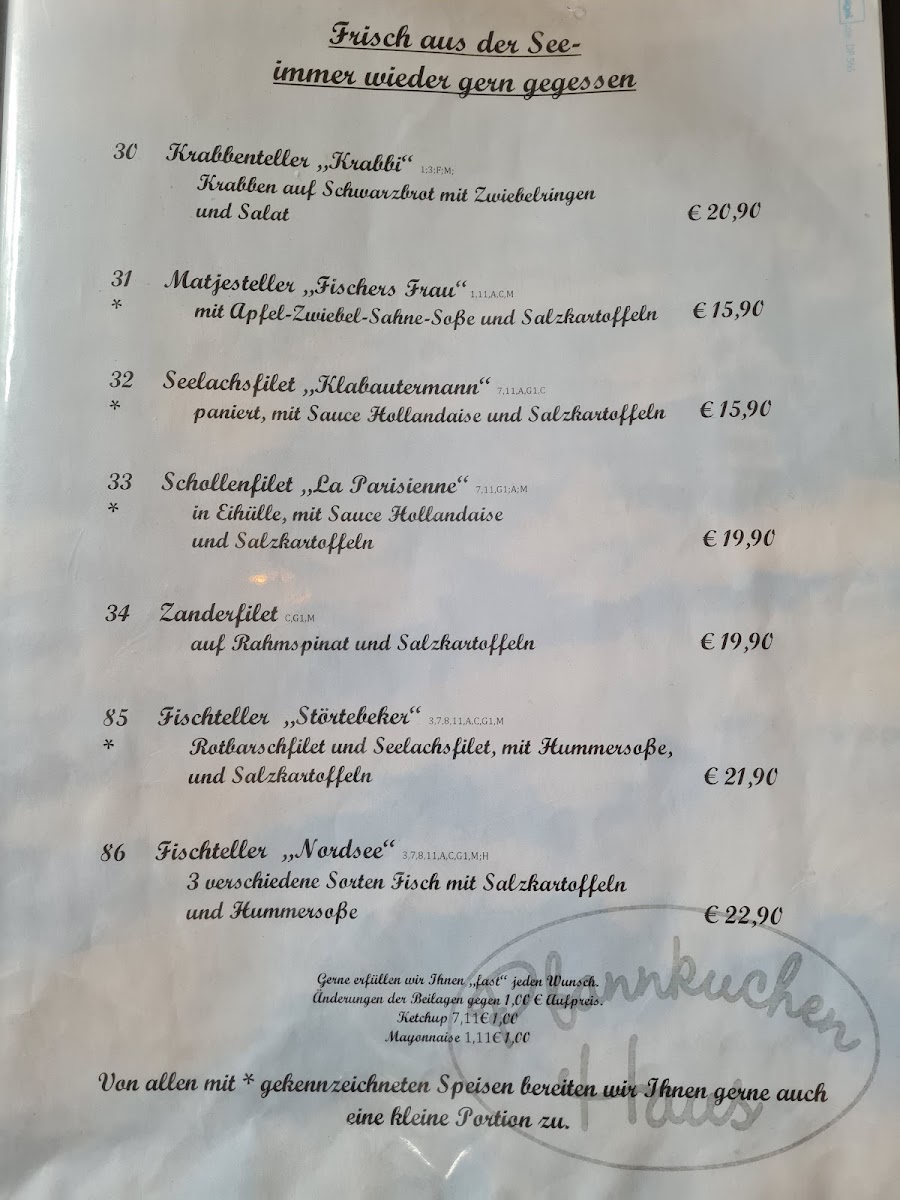 Frisch aus der See-
immer wieder gern gegessen
30 Krabbenteller „Krabbi“ 1;3;F;M;
Krabben auf Schwarzbrot mit Zwiebelringen
und Salat € 20,90
31 Matjesteller „Fischers Frau“ 1,11,A,C,M
* mit Apfel-Zwiebel-Sahne-Soße und Salzkartoffeln € 15,90
32 Seelachsfilet „Klabautermann“ 7,11,A,G1,C
* paniert, mit Sauce Hollandaise und Salzkartoffeln € 15,90
33 Schollenfilet „La Parisienne“ 7,11,G1;A;M
* in Eihülle, mit Sauce Hollandaise
und Salzkartoffeln € 19,90
34 Zanderfilet C,G1,M
auf Rahmspinat und Salzkartoffeln € 19,90
85 Fischteller „Störtebeker“ 3,7,8,11,A,C,G1,M
* Rotbarschfilet und Seelachsfilet, mit Hummersoße,
und Salzkartoffeln € 21,90
86 Fischteller „Nordsee“ 3,7,8,11,A,C,G1,M;H
3 verschiedene Sorten Fisch mit Salzkartoffeln
und Hummersoße € 22,90
Gerne erfüllen wir Ihnen „fast“ jeden Wunsch.
Änderungen der Beilagen gegen 1,00 € Aufpreis.
Ketchup 7,11€ 1,00
Mayonnaise 1,11€ 1,00
Von allen mit * gekennzeichneten Speisen bereiten wir Ihnen gerne auch
eine kleine Portion zu.
Pfannkuchen
Haus